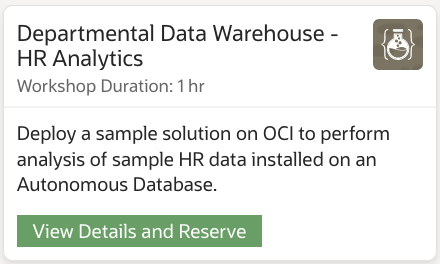 Departmental Data Warehouse -
HR Analytics
Workshop Duration: 1 hr
Deploy a sample solution on OCI to perform
analysis of sample HR data installed on an
Autonomous Database.
View Details and Reserve